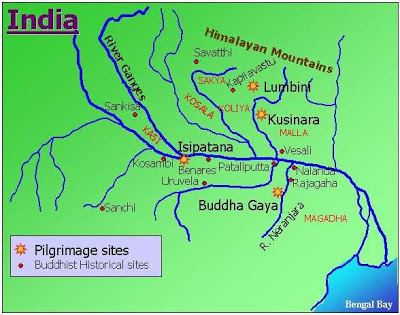 India
Himalayan Mountains
River Ganges
Savatthi
SAKYA
Kapilavastu
Lumbini
KOSALA
KOLIYA
Sankisa
Kusinara
KASI
MALLA
Isipatana
Vesali
Kosambi
Benares
Pataliputta
Nalanda
Uruvela
Rajagaha
Sanchi
Buddha Gaya
MAGADHA
R. Neranjara
Pilgrimage sites
Buddhist Historical sites
Bengal Bay